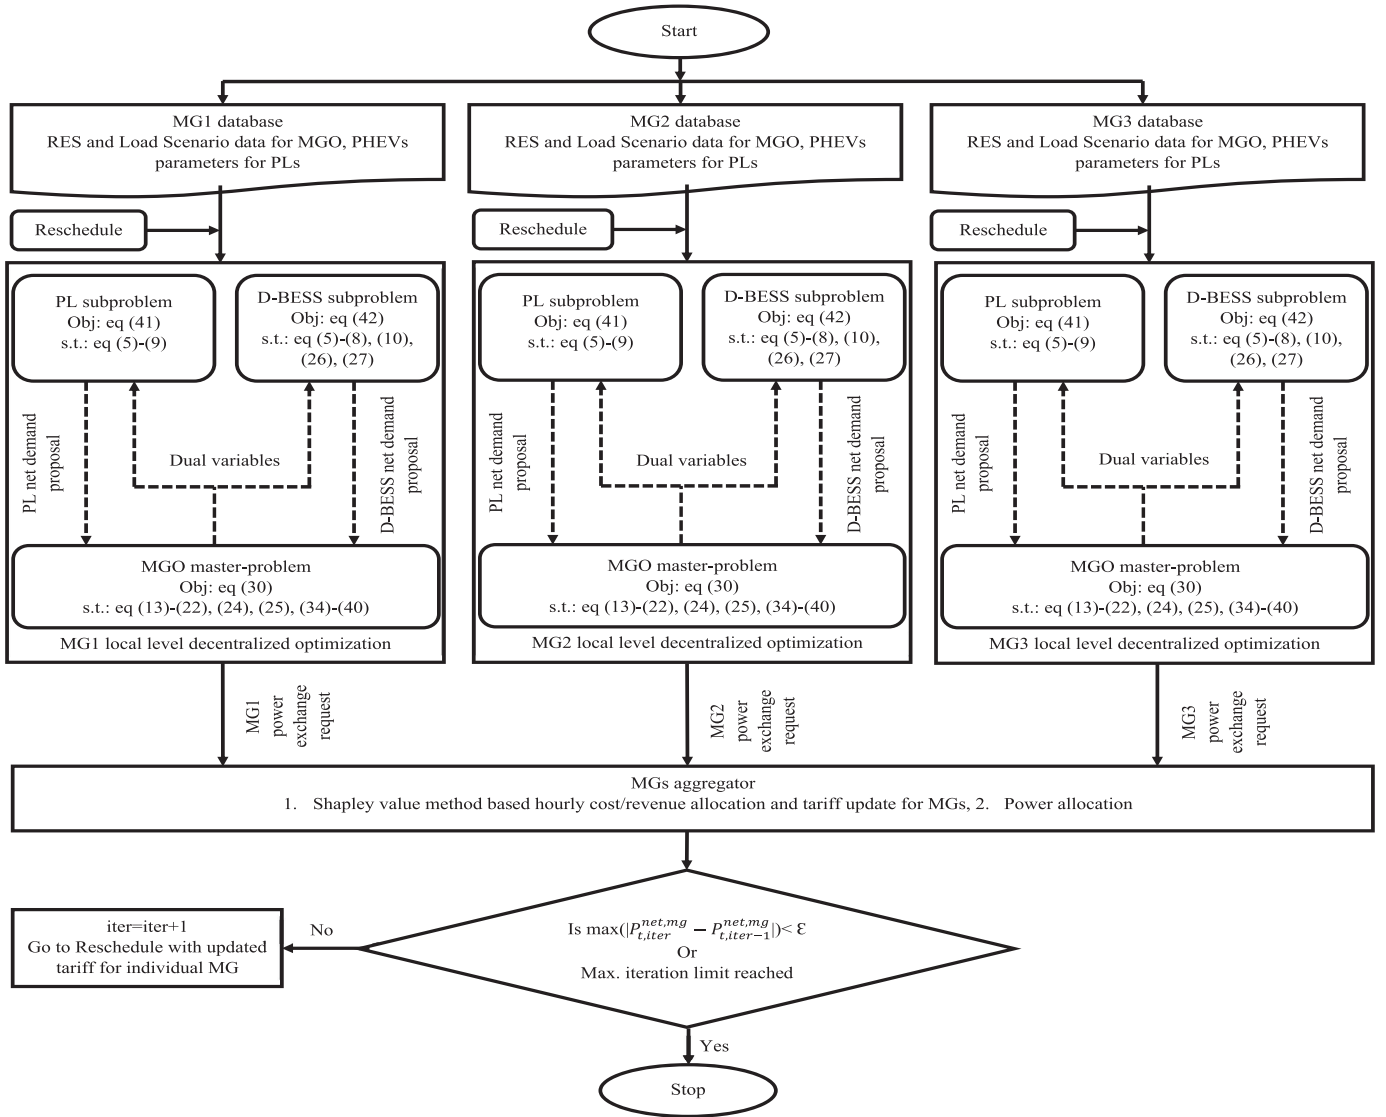 Start
MG1 database
RES and Load Scenario data for MGO, PHEVs
parameters for PLs
MG2 database
RES and Load Scenario data for MGO, PHEVs
parameters for PLs
MG3 database
RES and Load Scenario data for MGO, PHEVs
parameters for PLs
Reschedule
Reschedule
Reschedule
PL subproblem
Obj: eq (41)
s.t.: eq (5)-(9)
D-BESS subproblem
Obj: eq (42)
s.t.: eq (5)-(8), (10),
(26), (27)
PL net demand
proposal
Dual variables
D-BESS net demand
proposal
MGO master-problem
Obj: eq (30)
s.t.: eq (13)-(22), (24), (25), (34)-(40)
MG1 local level decentralized optimization
PL subproblem
Obj: eq (41)
s.t.: eq (5)-(9)
D-BESS subproblem
Obj: eq (42)
s.t.: eq (5)-(8), (10),
(26), (27)
PL net demand
proposal
Dual variables
D-BESS net demand
proposal
MGO master-problem
Obj: eq (30)
s.t.: eq (13)-(22), (24), (25), (34)-(40)
MG2 local level decentralized optimization
PL subproblem
Obj: eq (41)
s.t.: eq (5)-(9)
D-BESS subproblem
Obj: eq (42)
s.t.: eq (5)-(8), (10),
(26), (27)
PL net demand
proposal
Dual variables
D-BESS net demand
proposal
MGO master-problem
Obj: eq (30)
s.t.: eq (13)-(22), (24), (25), (34)-(40)
MG3 local level decentralized optimization
MG1
power
exchange
request
MG2
power
exchange
request
MG3
power
exchange
request
MGs aggregator
1. Shapley value method based hourly cost/revenue allocation and tariff update for MGs, 2. Power allocation
iter=iter+1
Go to Reschedule with updated
tariff for individual MG
No
Is max(|P_{t,iter}^{net,mg} − P_{t,iter−1}^{net,mg}|)< Ɛ
Or
Max. iteration limit reached
Yes
Stop